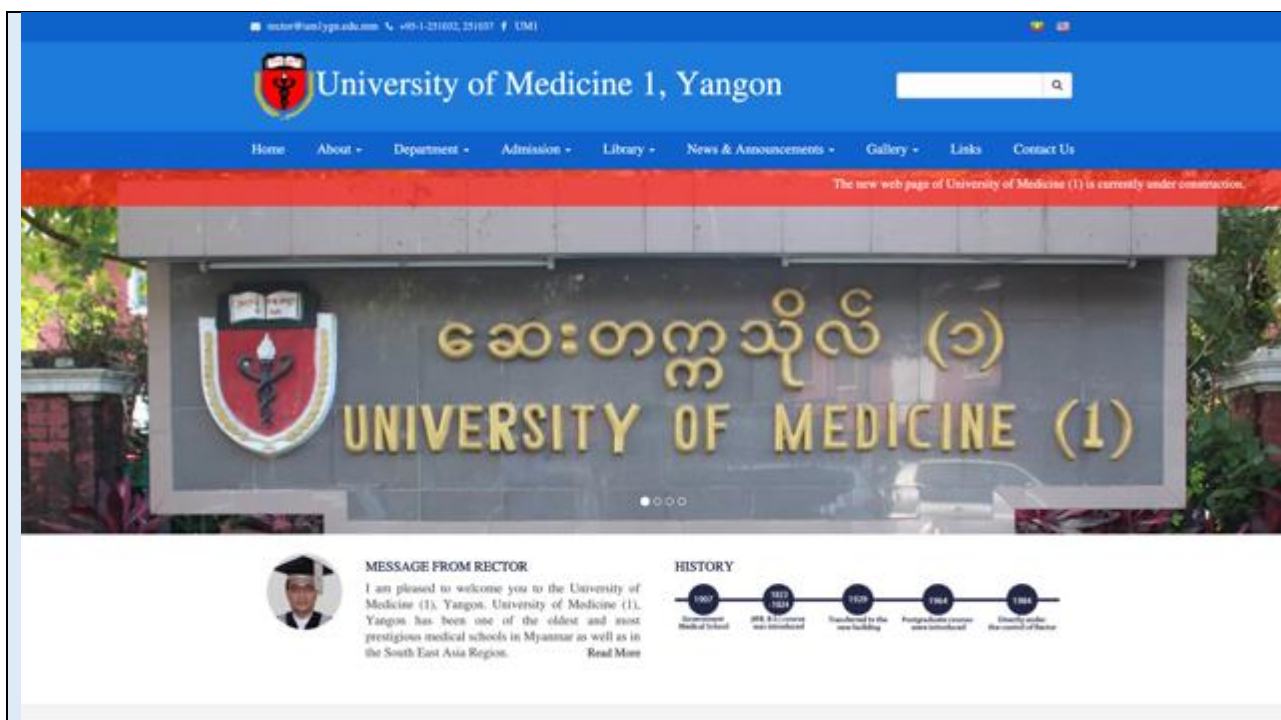 rector@um1ygn.edu.mm +95-1-251032, 251037 UM1
University of Medicine 1, Yangon
Home About Department Admission Library News & Announcements Gallery Links Contact Us
The new web page of University of Medicine (1) is currently under construction.
ဆေးတက္ကသိုလ် (၁)
UNIVERSITY OF MEDICINE (1)
MESSAGE FROM RECTOR
I am pleased to welcome you to the University of
Medicine (1), Yangon. University of Medicine (1),
Yangon has been one of the oldest and most
prestigious medical schools in Myanmar as well as in
the South East Asia Region. Read More
HISTORY
1907
Government
Medical School
1923
-1924
course
was introduced
1929
Transferred to the
new building
1964
Postgraduate courses
were introduced
Directly under
the control of Rector